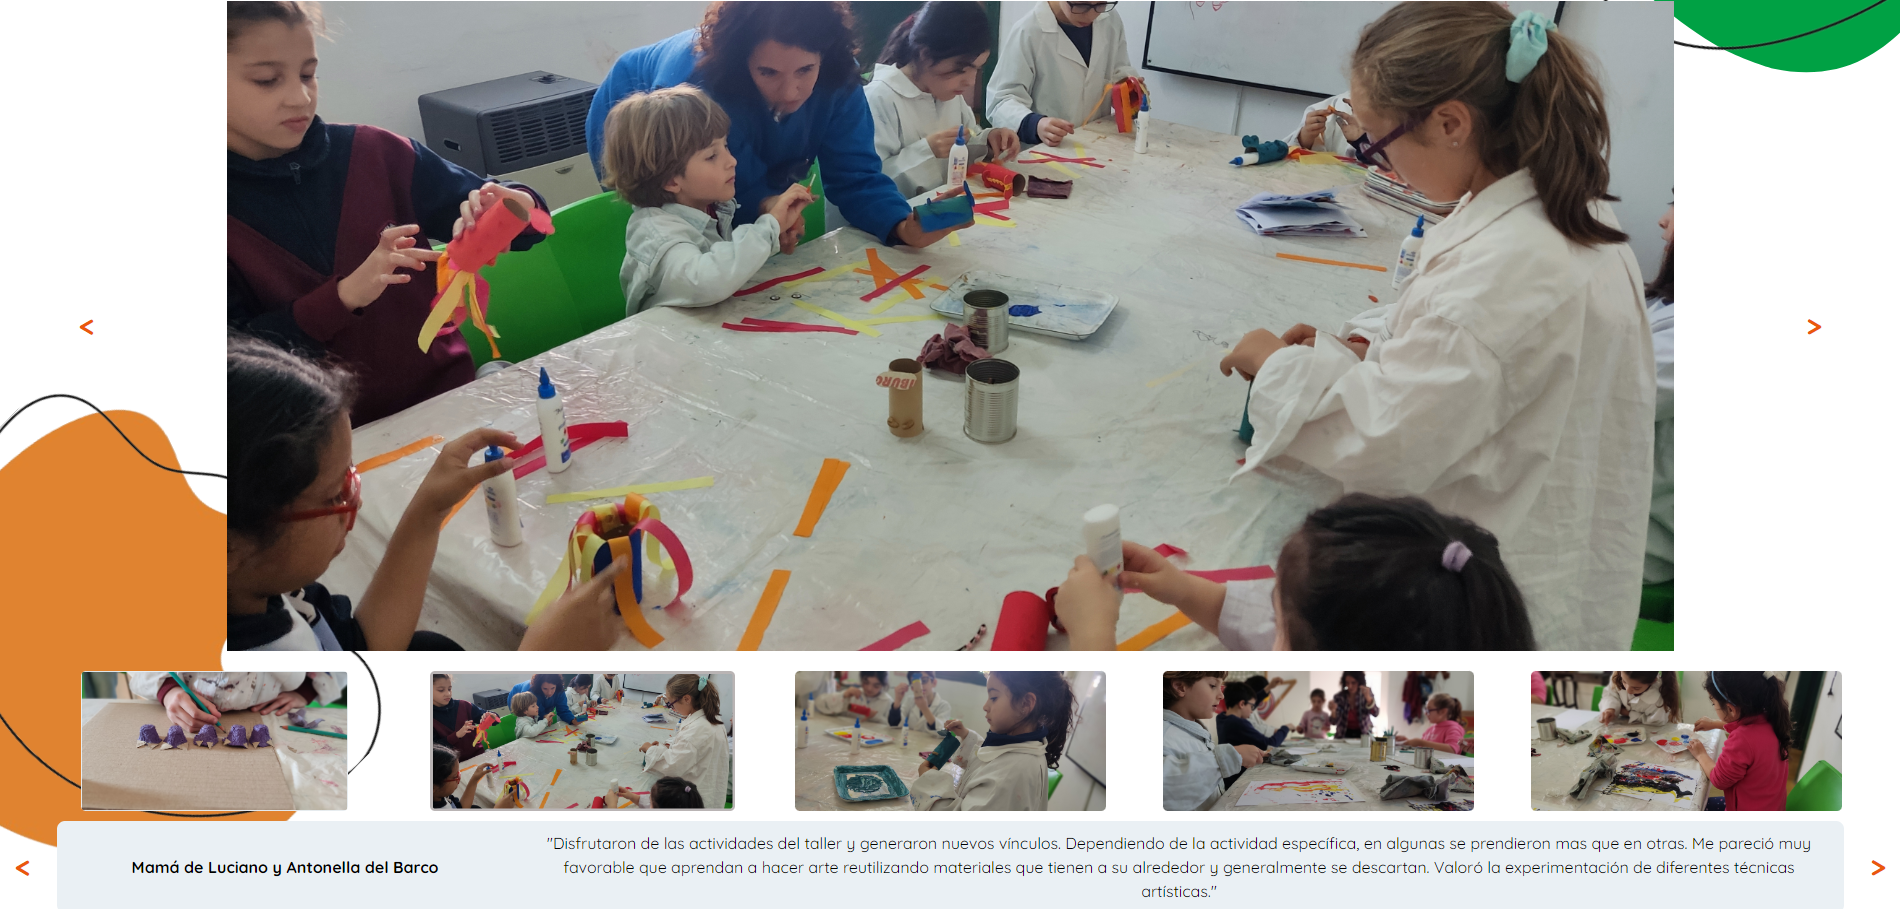 IBURÓ
<
>
<
Mamá de Luciano y Antonella del Barco
"Disfrutaron de las actividades del taller y generaron nuevos vínculos. Dependiendo de la actividad específica, en algunas se prendieron mas que en otras. Me pareció muy
favorable que aprendan a hacer arte reutilizando materiales que tienen a su alrededor y generalmente se descartan. Valoró la experimentación de diferentes técnicas
artísticas."
>